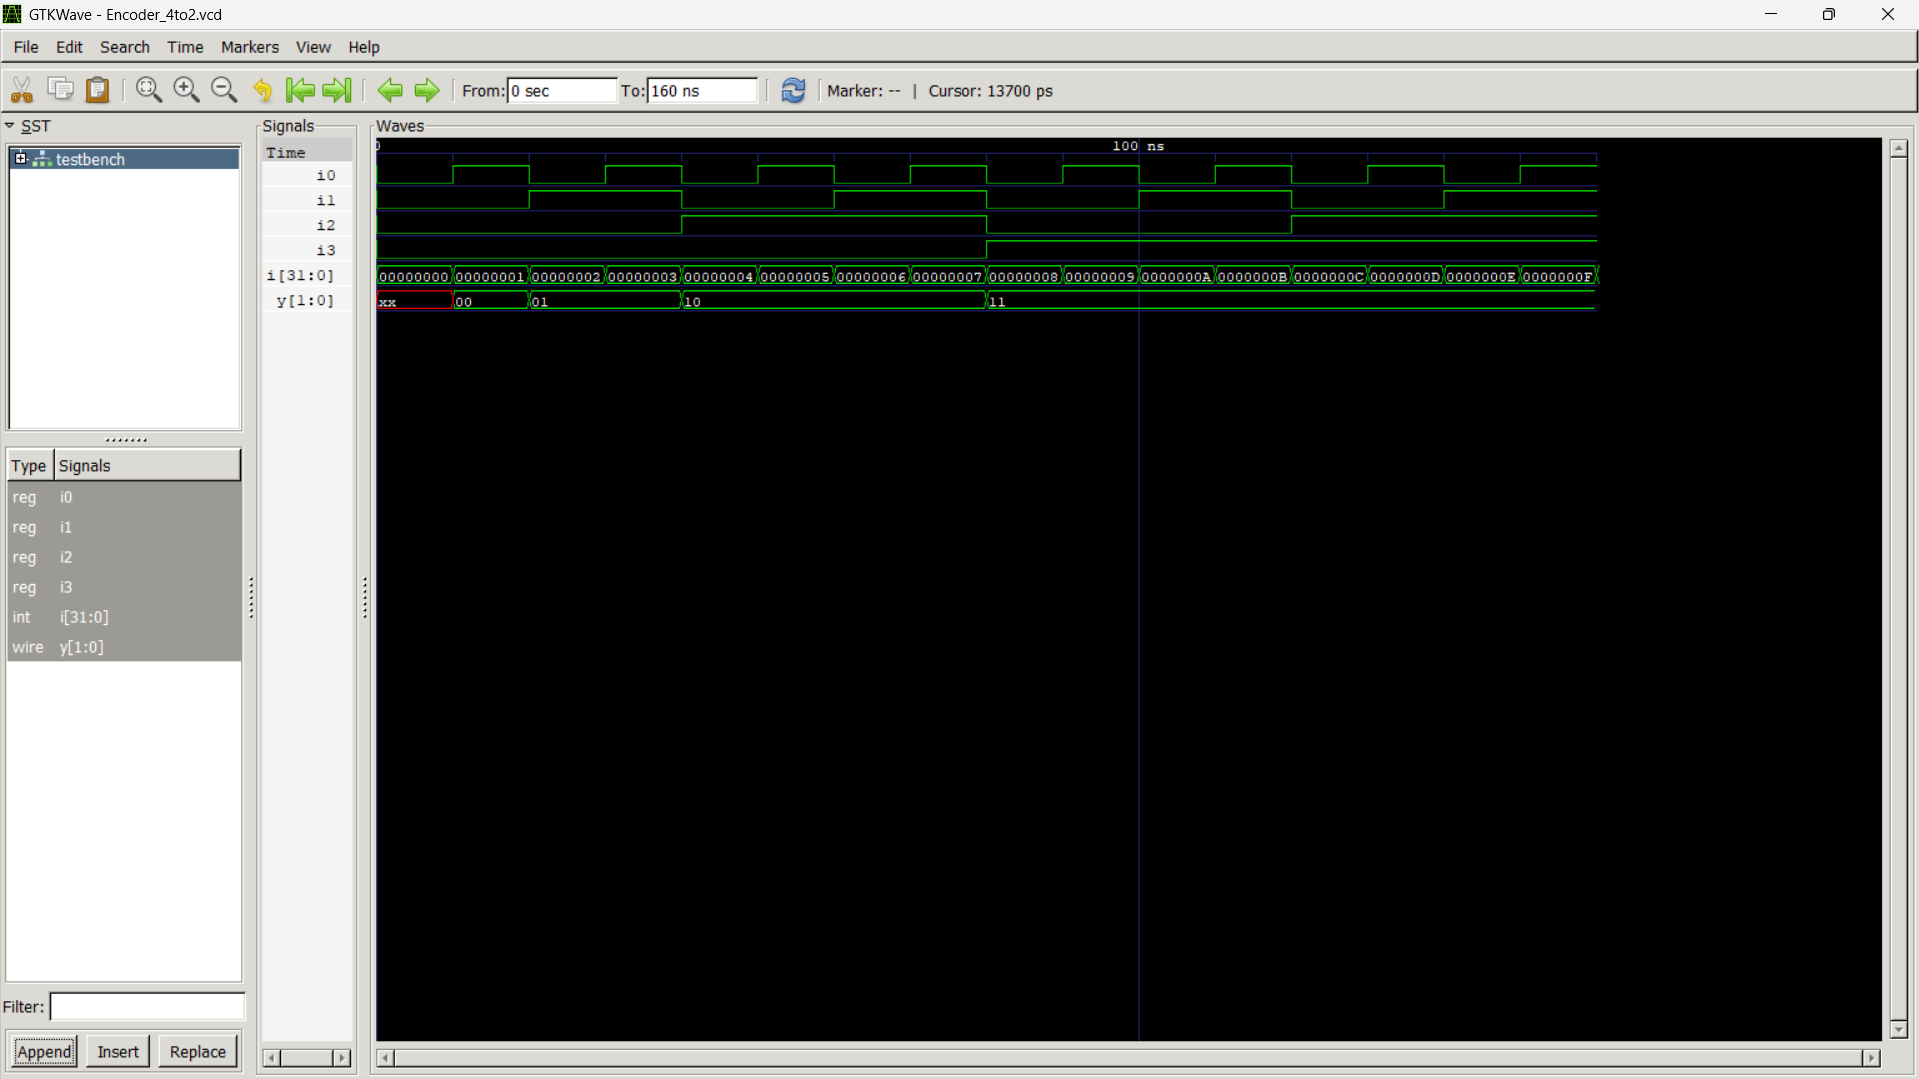 GTKWave - Encoder_4to2.vcd
File Edit Search Time Markers View Help
From: 0 sec To: 160 ns Marker: -- | Cursor: 13700 ps
SST
testbench
Type Signals
reg i0
reg i1
reg i2
reg i3
int i[31:0]
wire y[1:0]
Filter:
Append Insert Replace
Signals
Time
i0
i1
i2
i3
i[31:0]
y[1:0]
Waves
0 100 ns
00000000 00000001 00000002 00000003 00000004 00000005 00000006 00000007 00000008 00000009 0000000A 0000000B 0000000C 0000000D 0000000E 0000000F
xx 00 01 10 11